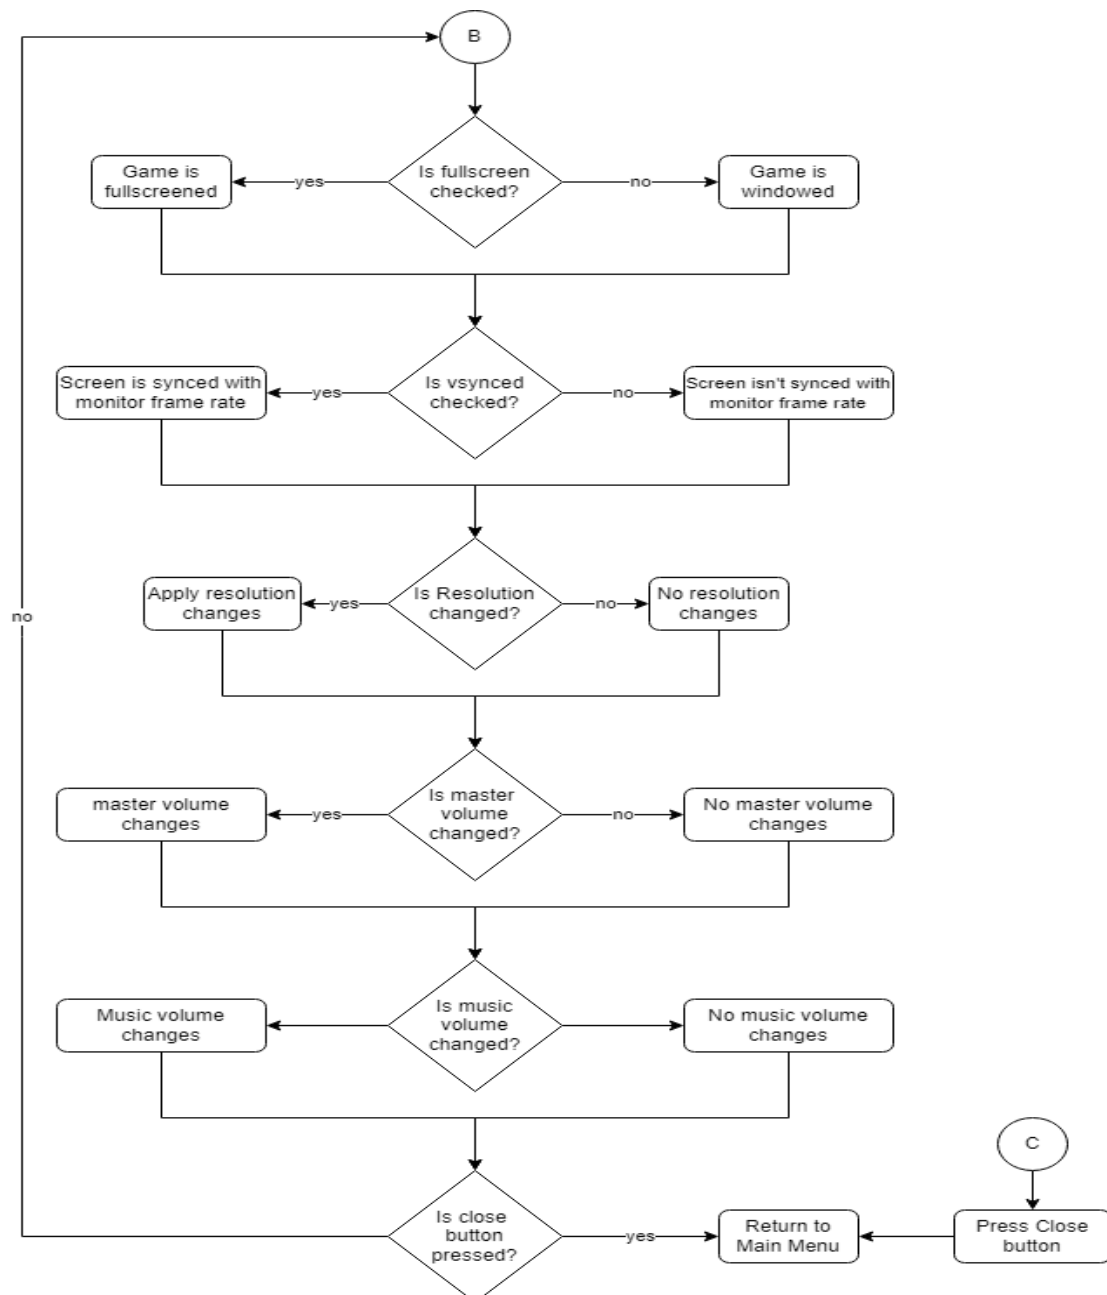 B
Is fullscreen
checked?
Game is
fullscreened
yes
no
Game is
windowed
Is vsynced
checked?
Screen is synced with
monitor frame rate
yes
no
Screen isn't synced with
monitor frame rate
Is Resolution
changed?
Apply resolution
changes
yes
no
No resolution
changes
no
Is master
volume
changed?
master volume
changes
yes
no
No master volume
changes
Is music
volume
changed?
Music volume
changes
No music volume
changes
C
Is close
button
pressed?
yes
Return to
Main Menu
Press Close
button